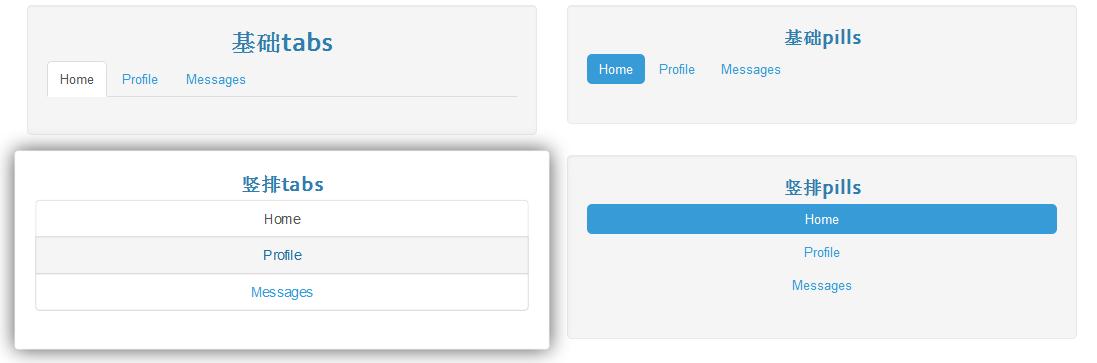 基础tabs
Home Profile Messages
基础pills
Home Profile Messages
竖排tabs
Home
Profile
Messages
竖排pills
Home
Profile
Messages